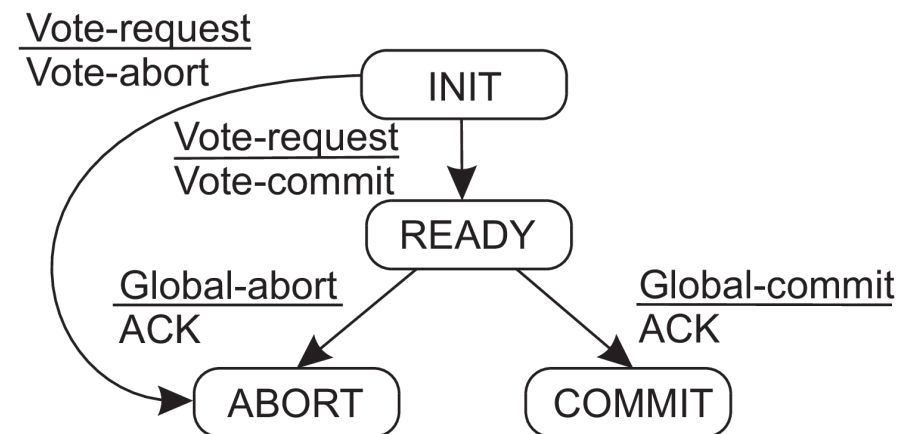 Vote-request
Vote-abort
INIT
Vote-request
Vote-commit
READY
Global-abort
ACK
Global-commit
ACK
ABORT
COMMIT